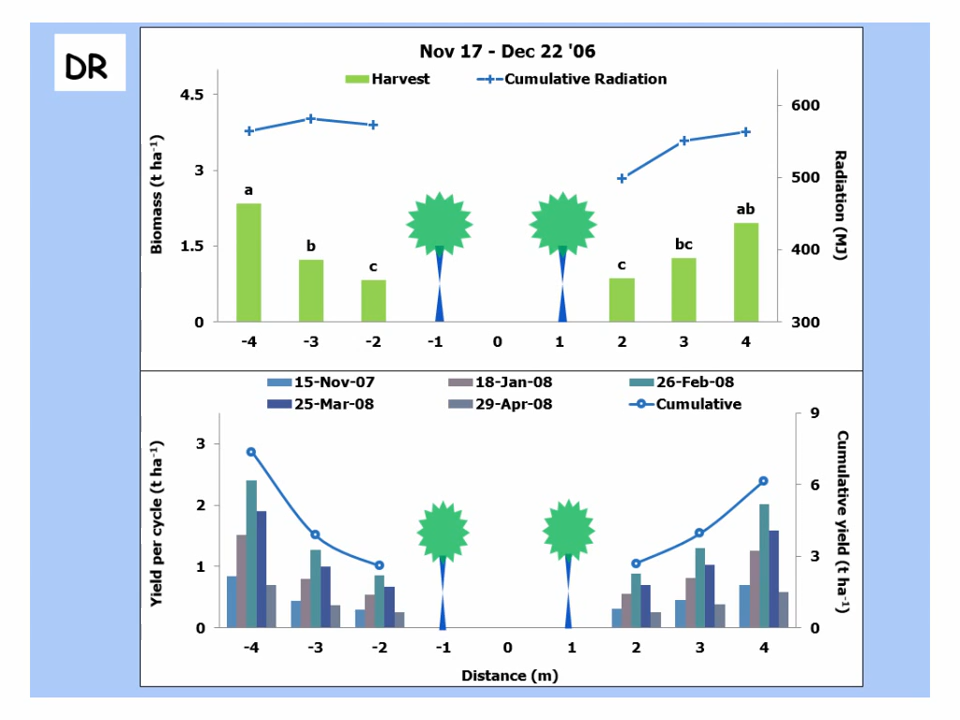 DR
Nov 17 - Dec 22 '06
Harvest Cumulative Radiation
Biomass (t ha-1)
4.5
3
1.5
0
a b c c bc ab
600
500
400
300
Radiation (MJ)
-4 -3 -2 -1 0 1 2 3 4
15-Nov-07 18-Jan-08 26-Feb-08
25-Mar-08 29-Apr-08 Cumulative
Yield per cycle (t ha-1)
3
2
1
0
9
6
3
0
Cumulative yield (t ha-1)
-4 -3 -2 -1 0 1 2 3 4
Distance (m)